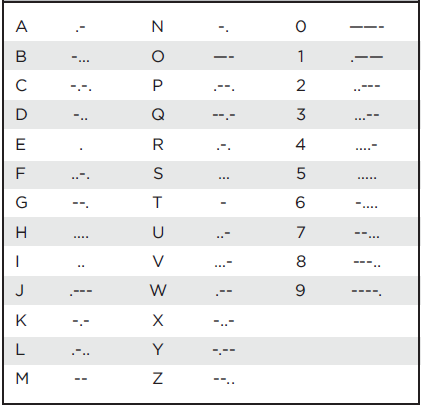 A .- N -. 0 ——-
B -... O —- 1 .——
C -.-. P .--. 2 ..---
D -.. Q --.- 3 ...--
E . R .-. 4 ....-
F ..-. S ... 5 .....
G --. T - 6 -....
H .... U ..- 7 --...
I .. V ...- 8 ---..
J .--- W .-- 9 ----.
K -.- X -..-
L .-.. Y -.--
M -- Z --..